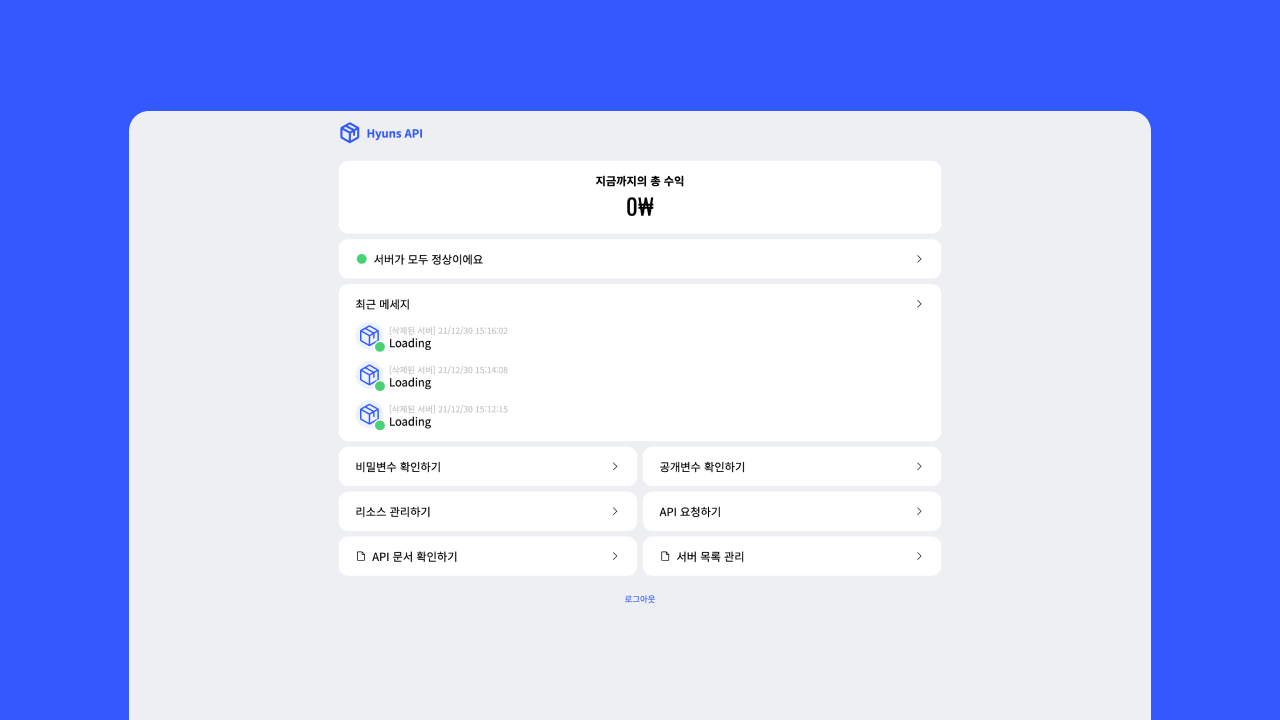 Hyuns API
지금까지의 총 수익
0₩
서버가 모두 정상이에요
최근 메세지
[삭제된 서버] 21/12/30 15:16:02
Loading
[삭제된 서버] 21/12/30 15:14:08
Loading
[삭제된 서버] 21/12/30 15:12:15
Loading
비밀변수 확인하기
공개변수 확인하기
리소스 관리하기
API 요청하기
API 문서 확인하기
서버 목록 관리
로그아웃